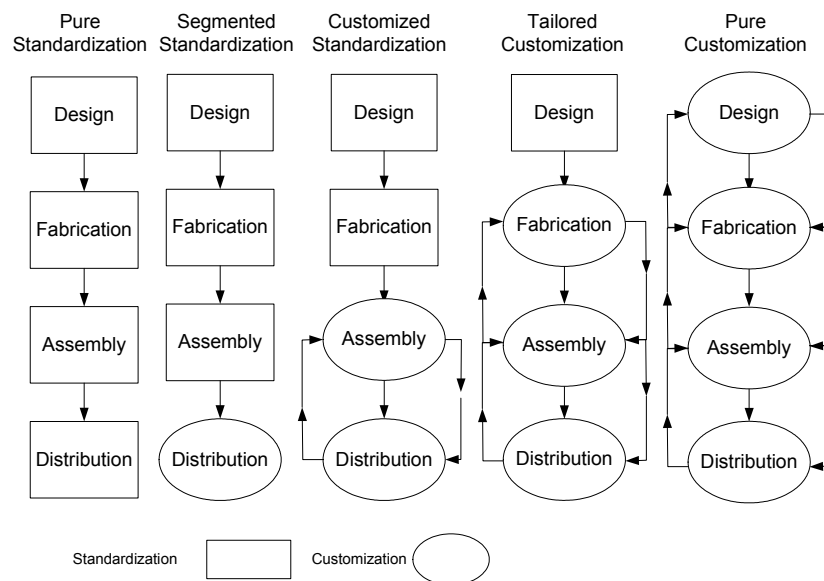 Pure
Standardization
Segmented
Standardization
Customized
Standardization
Tailored
Customization
Pure
Customization
Design
Design
Design
Design
Design
Fabrication
Fabrication
Fabrication
Fabrication
Fabrication
Assembly
Assembly
Assembly
Assembly
Assembly
Distribution
Distribution
Distribution
Distribution
Distribution
Standardization
Customization